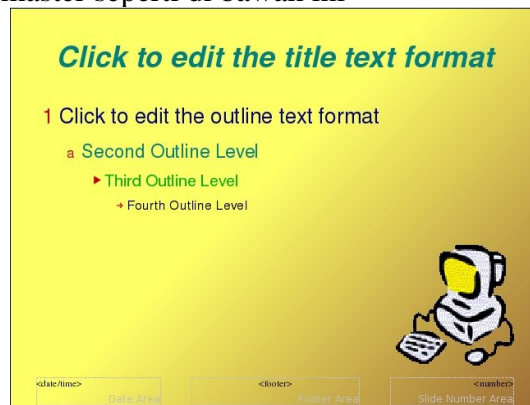 master seperti di bawah ini
Click to edit the title text format
1 Click to edit the outline text format
a Second Outline Level
Third Outline Level
Fourth Outline Level
<date/time> <footer> <number>
Date Area Footer Area Slide Number Area